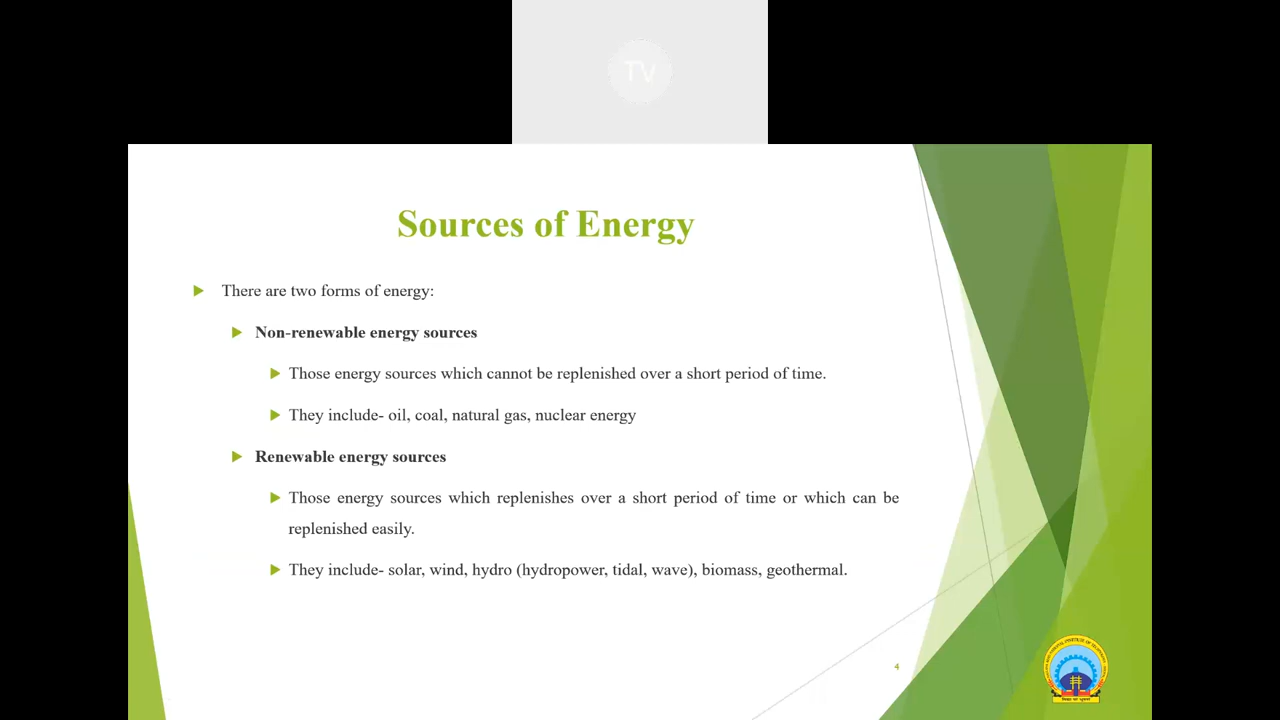 TV
Sources of Energy
There are two forms of energy:
Non-renewable energy sources
Those energy sources which cannot be replenished over a short period of time.
They include- oil, coal, natural gas, nuclear energy
Renewable energy sources
Those energy sources which replenishes over a short period of time or which can be
replenished easily.
They include- solar, wind, hydro (hydropower, tidal, wave), biomass, geothermal.
4